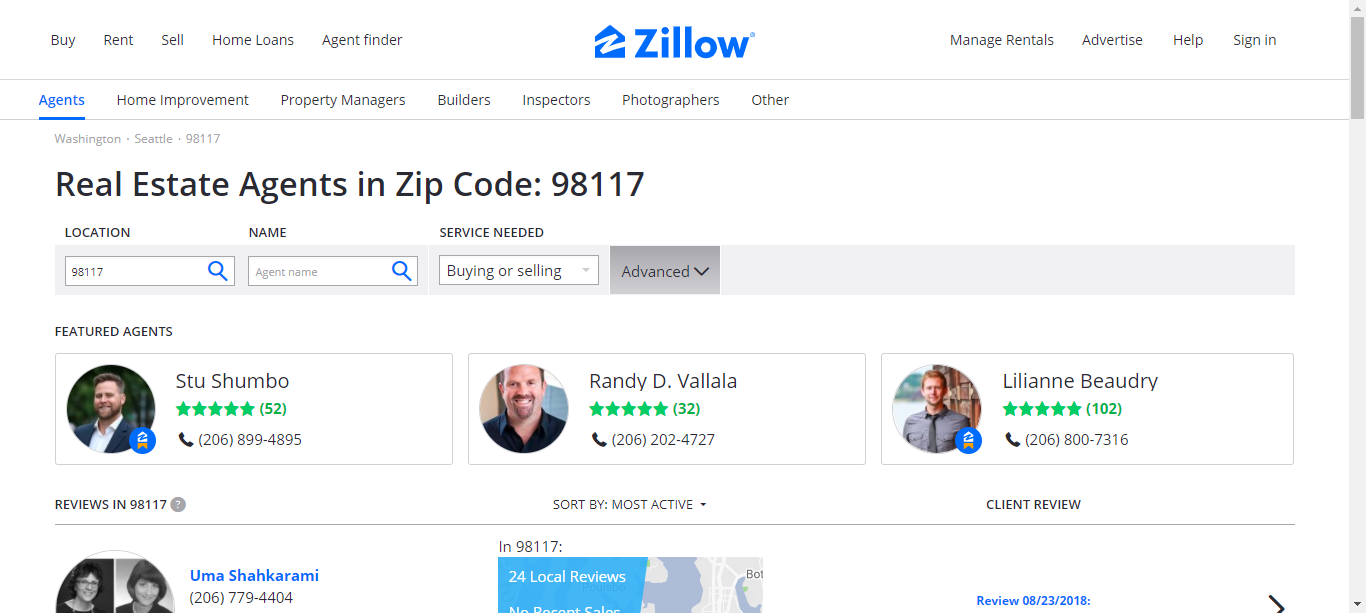 Buy Rent Sell Home Loans Agent finder Zillow® Manage Rentals Advertise Help Sign in
Agents Home Improvement Property Managers Builders Inspectors Photographers Other
Washington · Seattle · 98117
Real Estate Agents in Zip Code: 98117
LOCATION NAME SERVICE NEEDED
98117 Agent name Buying or selling Advanced
FEATURED AGENTS
Stu Shumbo
(52)
(206) 899-4895
Randy D. Vallala
(32)
(206) 202-4727
Lilianne Beaudry
(102)
(206) 800-7316
REVIEWS IN 98117 ? SORT BY: MOST ACTIVE CLIENT REVIEW
Uma Shahkarami
(206) 779-4404
In 98117:
24 Local Reviews
No Recent Sales
Bot
Review 08/23/2018: